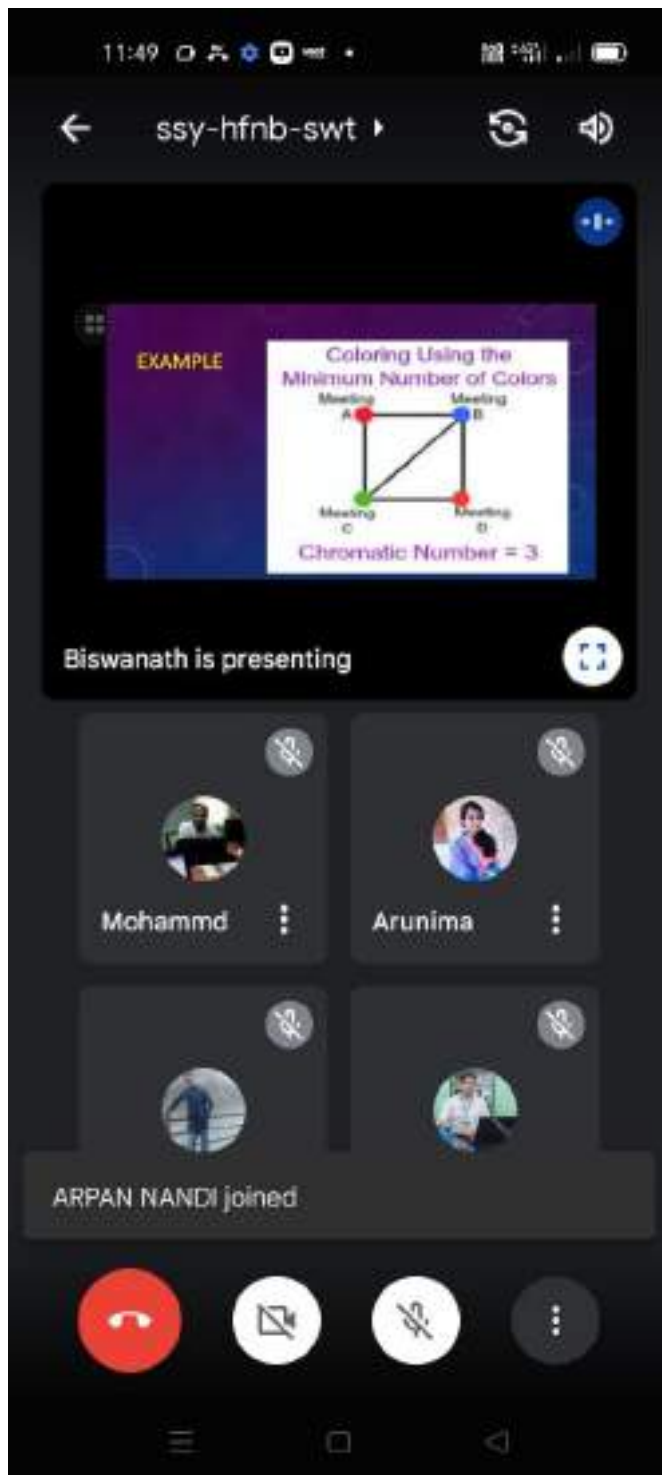 11:49
ssy-hfnb-swt
EXAMPLE
Coloring Using the
Minimum Number of Colors
Meeting Meeting
A B
Meeting Meeting
C D
Chromatic Number = 3
Biswanath is presenting
Mohammd Arunima
ARPAN NANDI joined